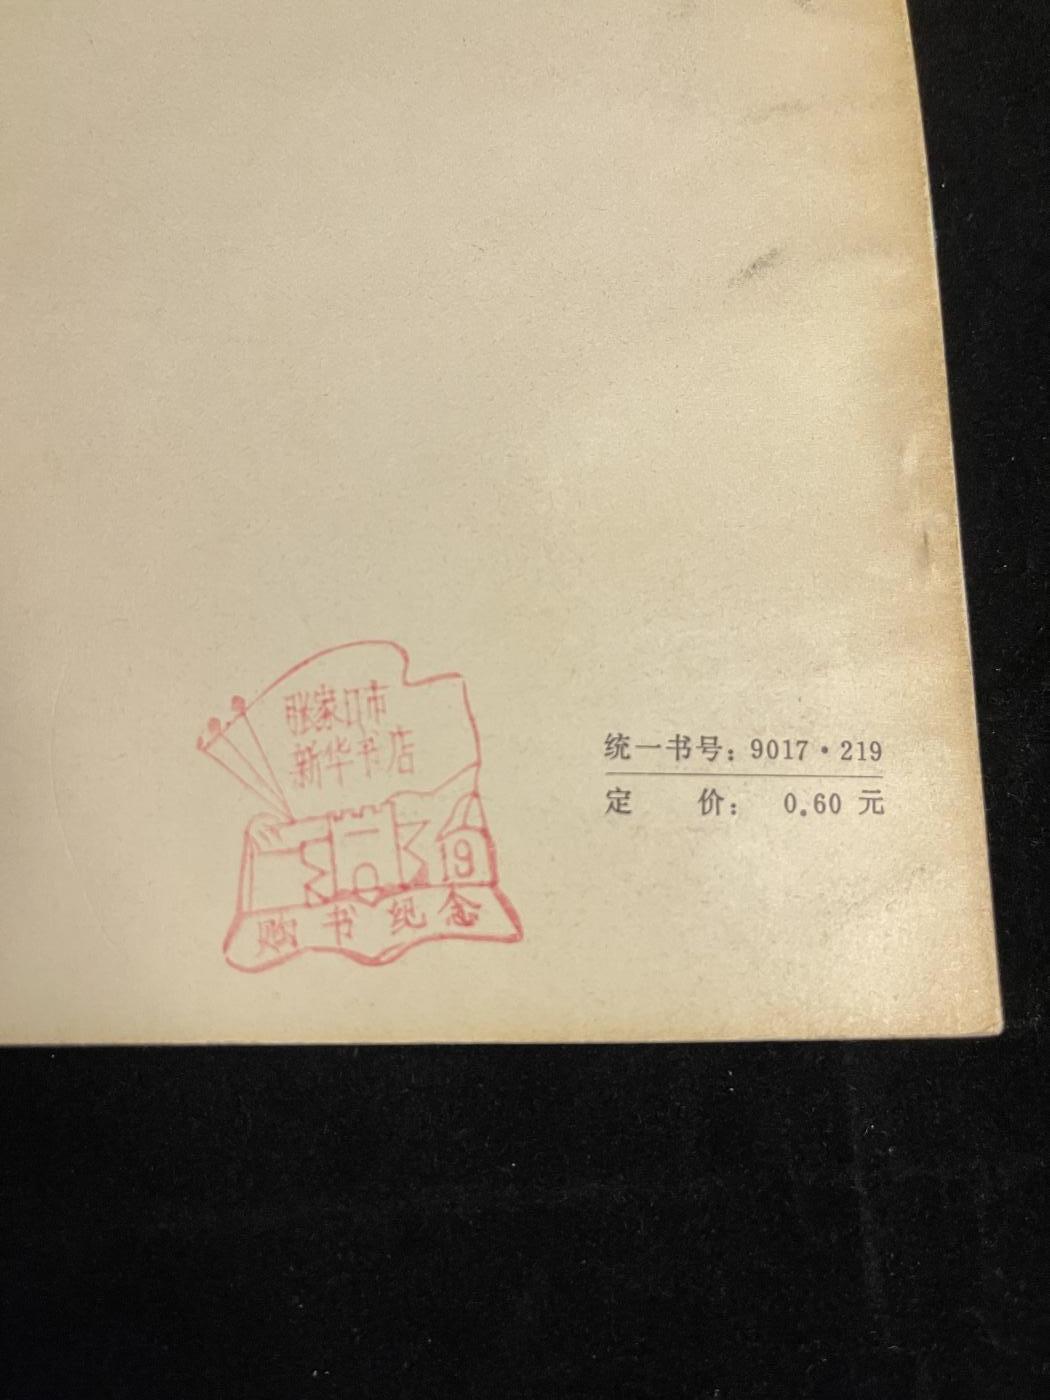 张家口市
新华书店
19
购书纪念
统一书号：9017·219
定 价： 0.60 元